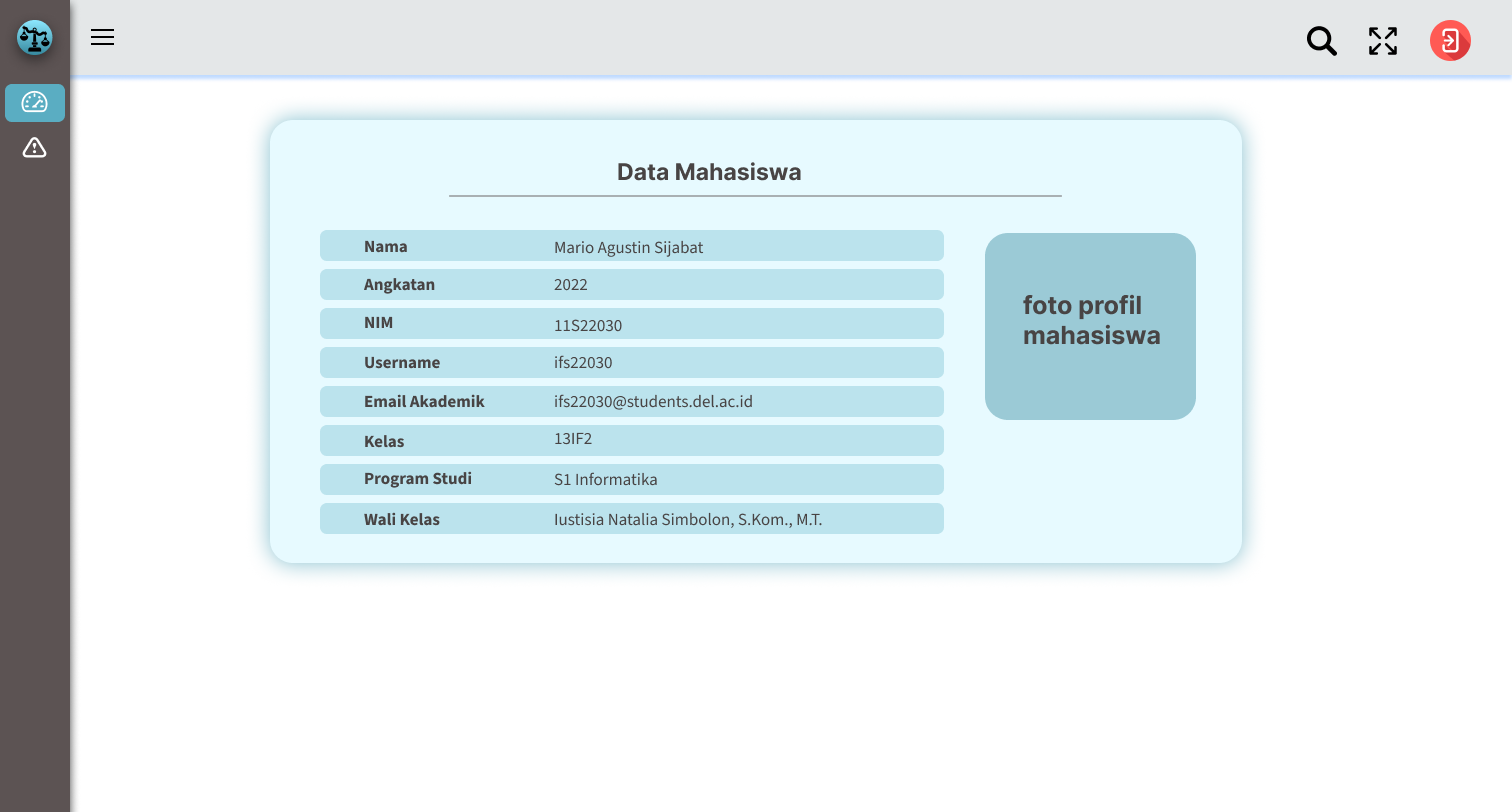 Data Mahasiswa
Nama Mario Agustin Sijabat
Angkatan 2022
NIM 11S22030
Username ifs22030
Email Akademik ifs22030@students.del.ac.id
Kelas 13IF2
Program Studi S1 Informatika
Wali Kelas Iustisia Natalia Simbolon, S.Kom., M.T.
foto profil
mahasiswa